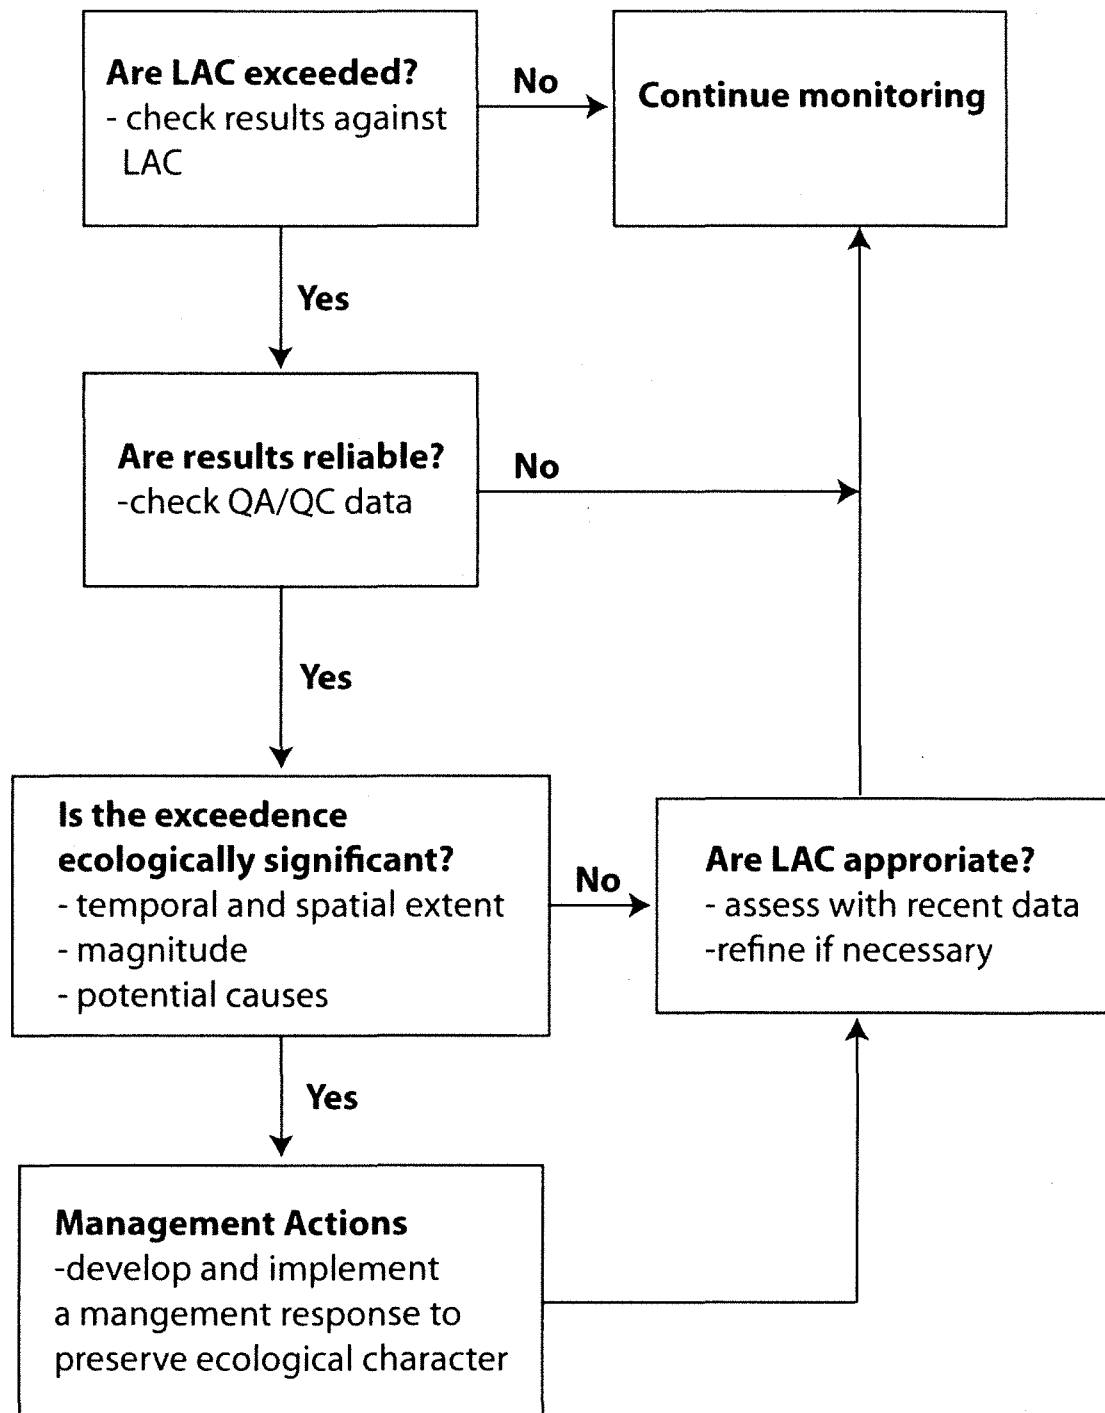 Are LAC exceeded?
- check results against
LAC
No
Continue monitoring
Yes
Are results reliable?
-check QA/QC data
No
Yes
Is the exceedence
ecologically significant?
- temporal and spatial extent
- magnitude
- potential causes
No
Are LAC approriate?
- assess with recent data
-refine if necessary
Yes
Management Actions
-develop and implement
a mangement response to
preserve ecological character